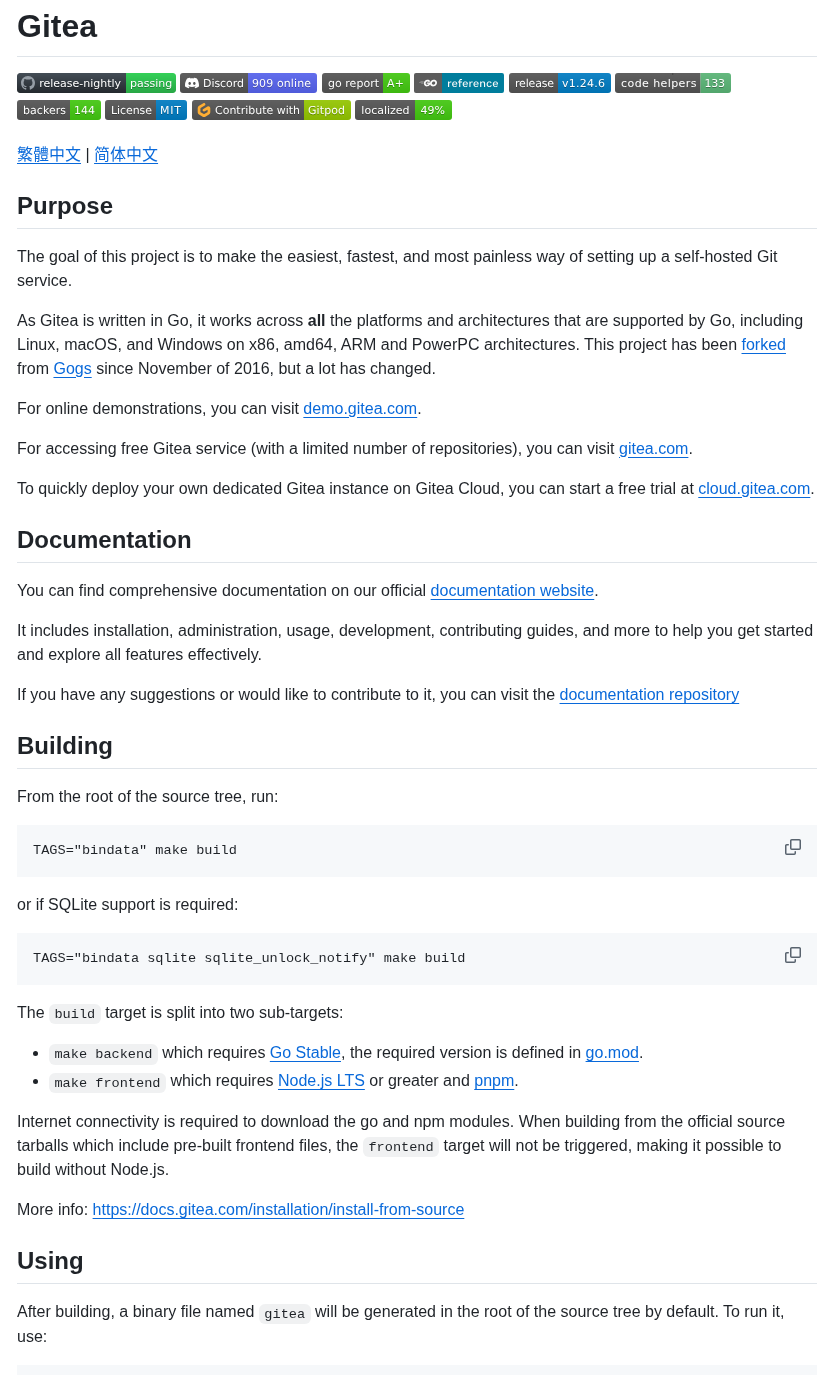 Gitea
release-nightly passing Discord 909 online go report A+ GO reference release v1.24.6 code helpers 133
backers 144 License MIT Contribute with Gitpod localized 49%
繁體中文 | 简体中文
Purpose
The goal of this project is to make the easiest, fastest, and most painless way of setting up a self-hosted Git
service.
As Gitea is written in Go, it works across all the platforms and architectures that are supported by Go, including
Linux, macOS, and Windows on x86, amd64, ARM and PowerPC architectures. This project has been forked
from Gogs since November of 2016, but a lot has changed.
For online demonstrations, you can visit demo.gitea.com.
For accessing free Gitea service (with a limited number of repositories), you can visit gitea.com.
To quickly deploy your own dedicated Gitea instance on Gitea Cloud, you can start a free trial at cloud.gitea.com.
Documentation
You can find comprehensive documentation on our official documentation website.
It includes installation, administration, usage, development, contributing guides, and more to help you get started
and explore all features effectively.
If you have any suggestions or would like to contribute to it, you can visit the documentation repository
Building
From the root of the source tree, run:
TAGS="bindata" make build
or if SQLite support is required:
TAGS="bindata sqlite sqlite_unlock_notify" make build
The build target is split into two sub-targets:
• make backend which requires Go Stable, the required version is defined in go.mod.
• make frontend which requires Node.js LTS or greater and pnpm.
Internet connectivity is required to download the go and npm modules. When building from the official source
tarballs which include pre-built frontend files, the frontend target will not be triggered, making it possible to
build without Node.js.
More info: https://docs.gitea.com/installation/install-from-source
Using
After building, a binary file named gitea will be generated in the root of the source tree by default. To run it,
use: